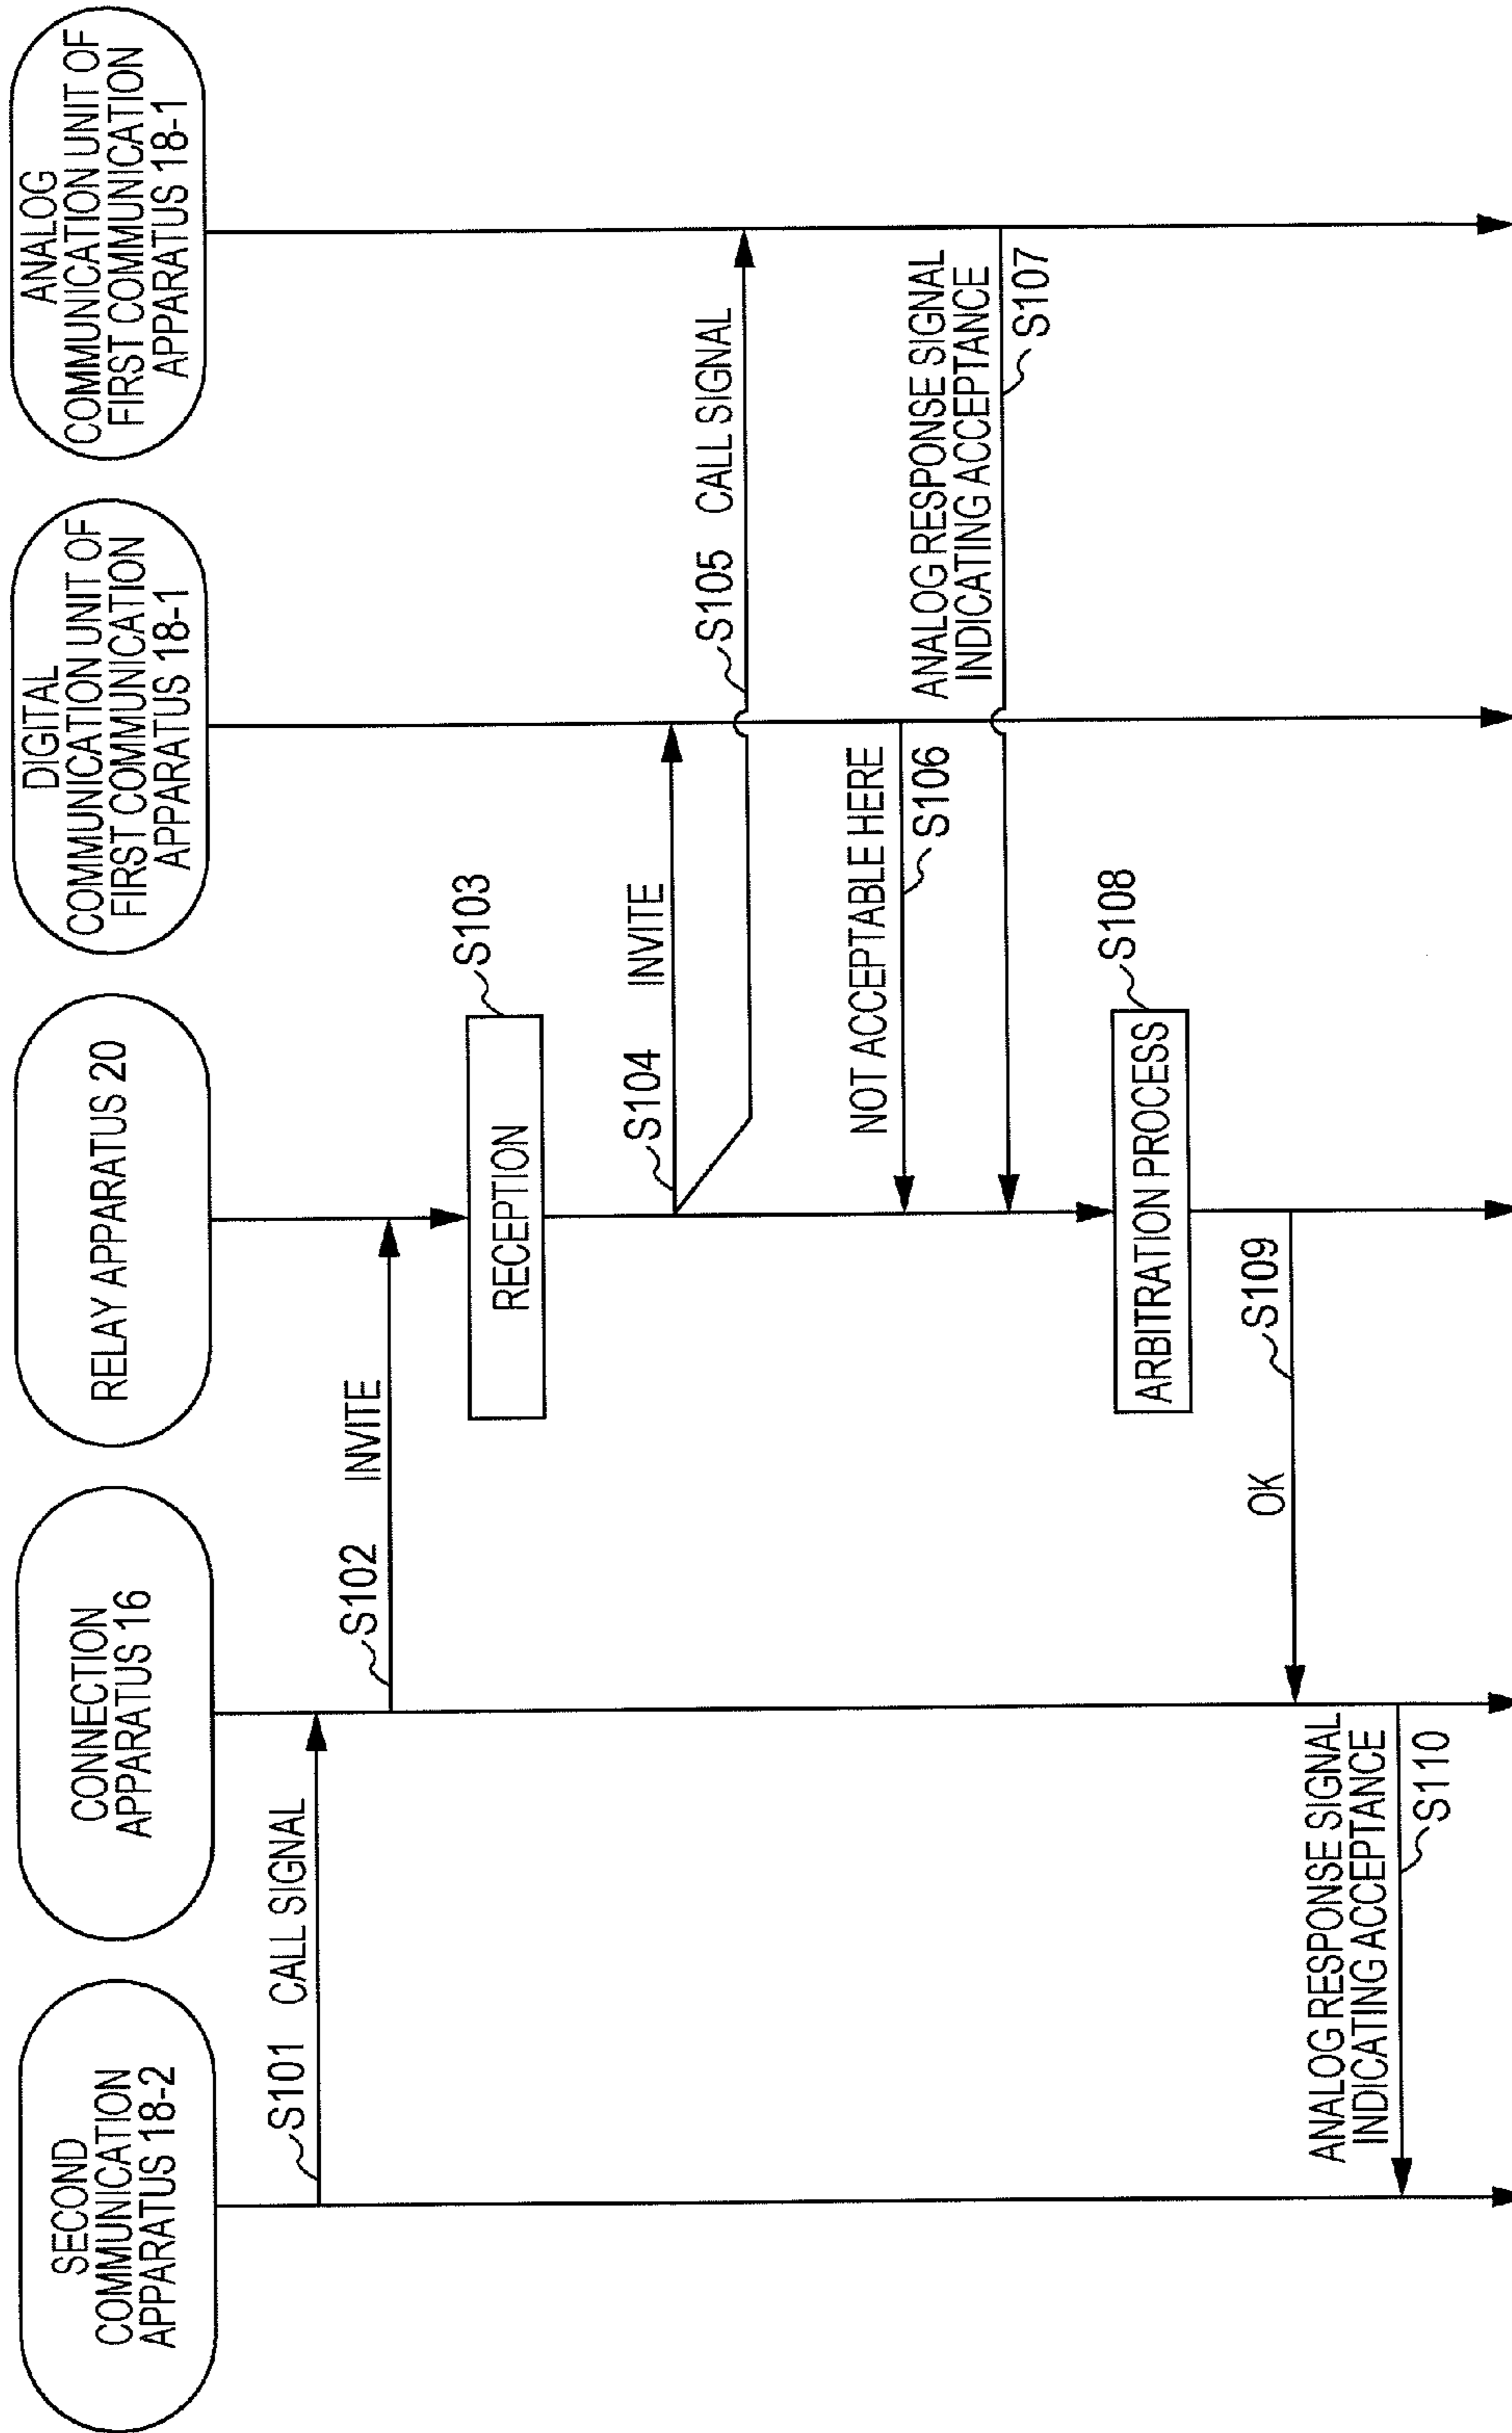 SECOND
COMMUNICATION
APPARATUS 18-2
CONNECTION
APPARATUS 16
RELAY APPARATUS 20
DIGITAL
COMMUNICATION UNIT OF
FIRST COMMUNICATION
APPARATUS 18-1
ANALOG
COMMUNICATION UNIT OF
FIRST COMMUNICATION
APPARATUS 18-1
S101 CALL SIGNAL
S102 INVITE
S103
RECEPTION
S104 INVITE
S105 CALL SIGNAL
NOT ACCEPTABLE HERE
S106
ANALOG RESPONSE SIGNAL
INDICATING ACCEPTANCE
S107
S108
ARBITRATION PROCESS
OK
S109
ANALOG RESPONSE SIGNAL
INDICATING ACCEPTANCE
S110